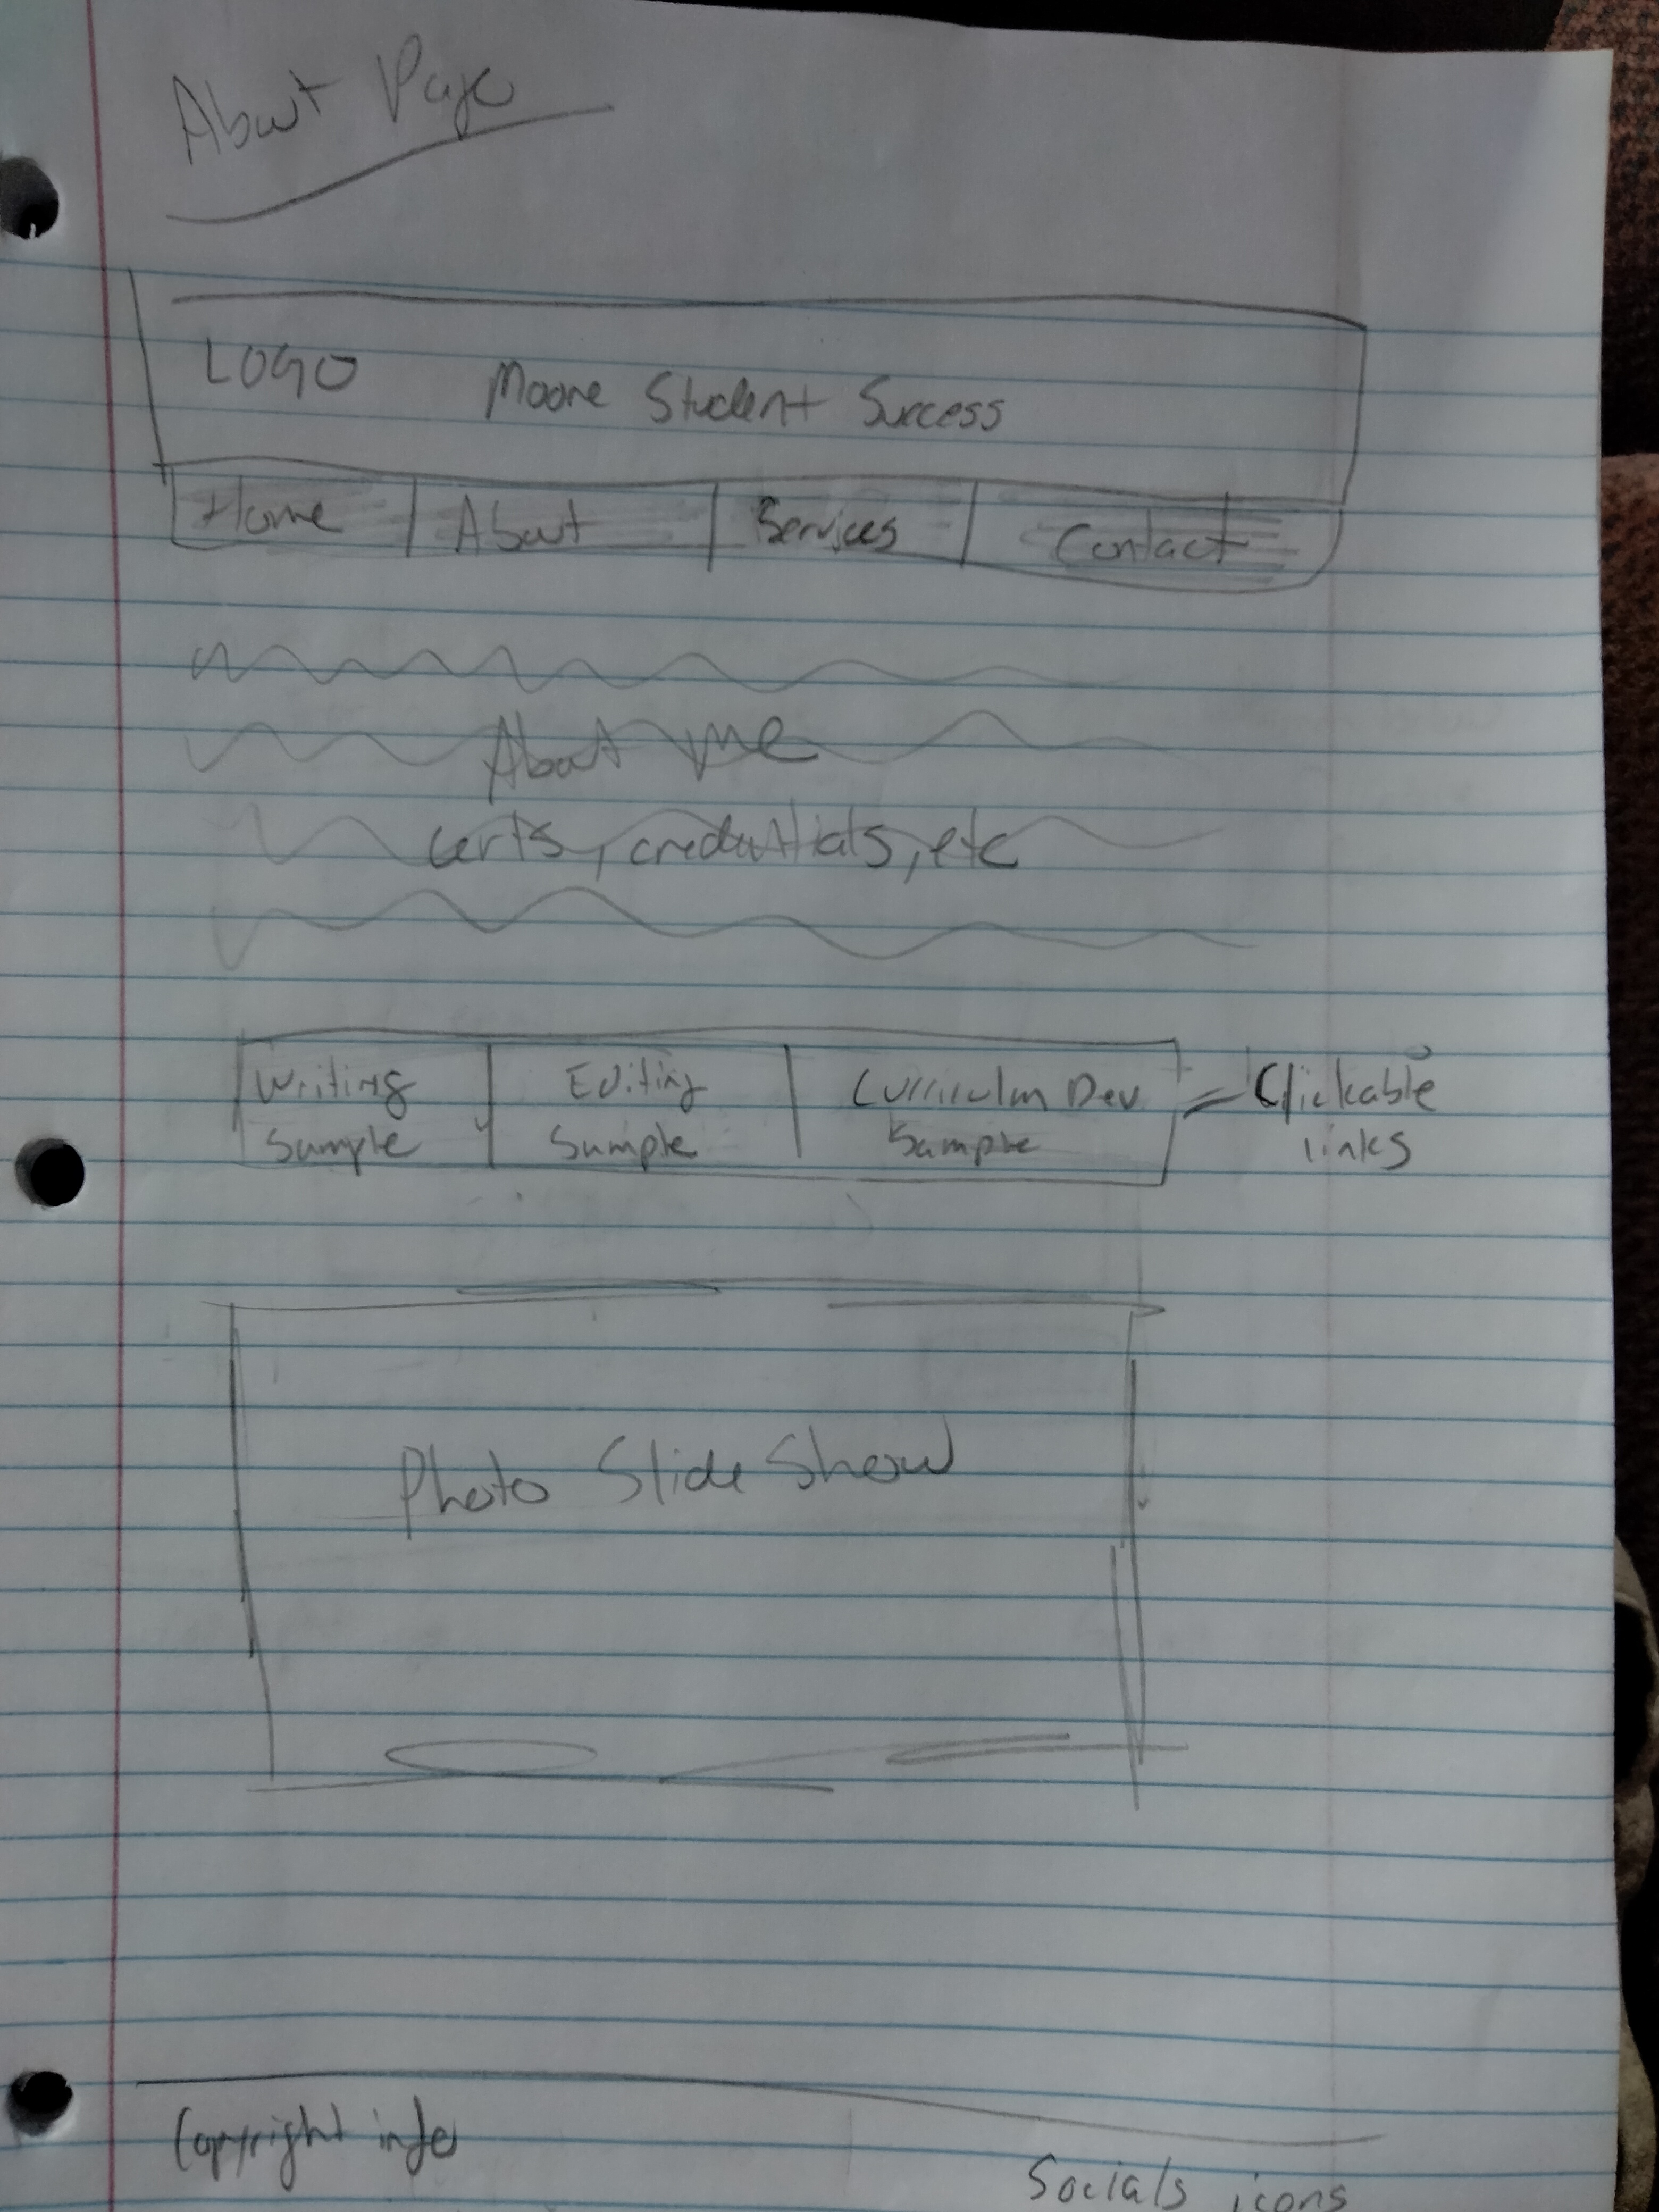 About Page
LOGO Moore Student Success
Home About Services Contact
About me
certs, credentials, etc
Writing Editing Curriculm Dev = Clickable
Sample Sample Sample links
Photo Slide Show
Copyright info
Socials icons